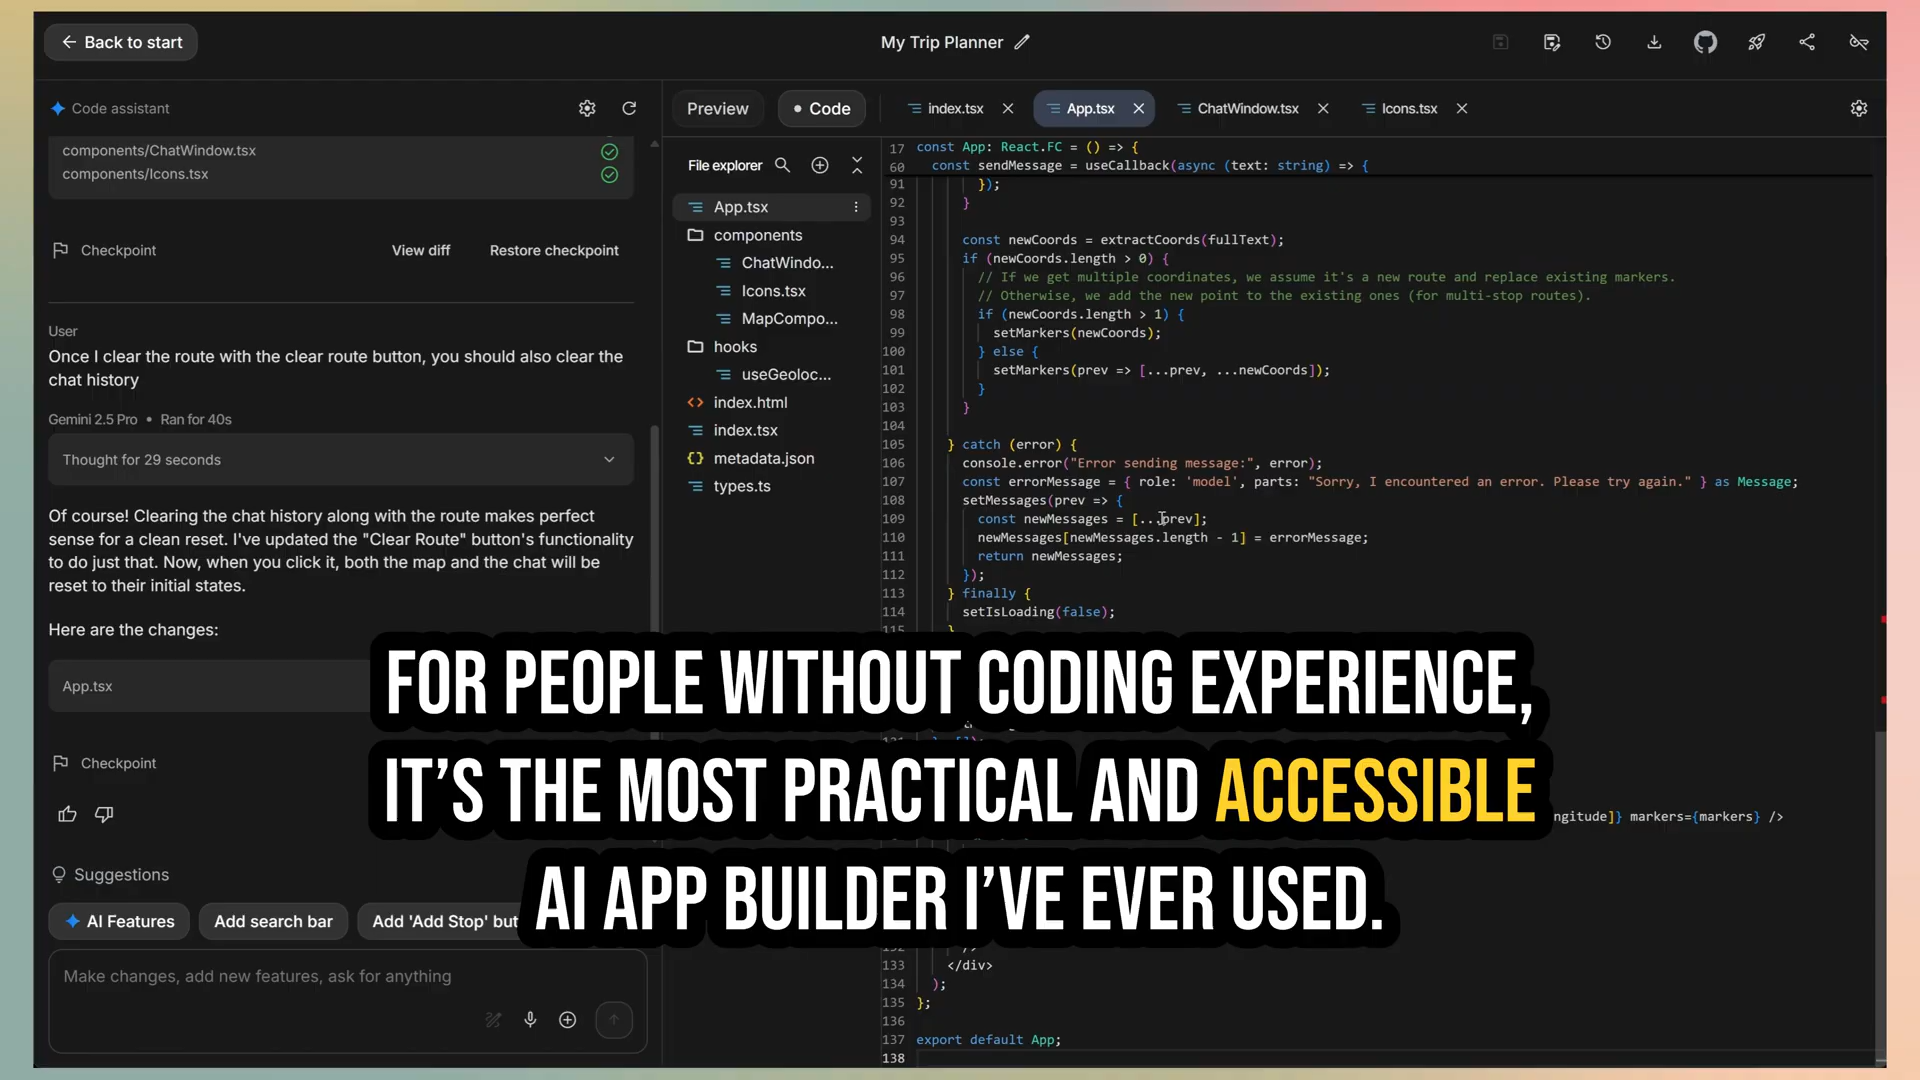 Back to start
My Trip Planner
Code assistant
components/ChatWindow.tsx
components/Icons.tsx
Checkpoint
View diff
Restore checkpoint
User
Once I clear the route with the clear route button, you should also clear the
chat history
Gemini 2.5 Pro • Ran for 40s
Thought for 29 seconds
Of course! Clearing the chat history along with the route makes perfect
sense for a clean reset. I've updated the "Clear Route" button's functionality
to do just that. Now, when you click it, both the map and the chat will be
reset to their initial states.
Here are the changes:
App.tsx
Checkpoint
Suggestions
AI Features
Add search bar
Add 'Add Stop' but
Make changes, add new features, ask for anything
Preview
Code
index.tsx
App.tsx
ChatWindow.tsx
Icons.tsx
File explorer
App.tsx
components
ChatWindo...
Icons.tsx
MapCompo...
hooks
useGeoloc...
index.html
index.tsx
metadata.json
types.ts
17 const App: React.FC = () => {
60 const sendMessage = useCallback(async (text: string) => {
91 });
92 }
93
94 const newCoords = extractCoords(fullText);
95 if (newCoords.length > 0) {
96 // If we get multiple coordinates, we assume it's a new route and replace existing markers.
97 // Otherwise, we add the new point to the existing ones (for multi-stop routes).
98 if (newCoords.length > 1) {
99 setMarkers(newCoords);
100 } else {
101 setMarkers(prev => [...prev, ...newCoords]);
102 }
103 }
104
105 } catch (error) {
106 console.error("Error sending message:", error);
107 const errorMessage = { role: 'model', parts: "Sorry, I encountered an error. Please try again." } as Message;
108 setMessages(prev => {
109 const newMessages = [...prev];
110 newMessages[newMessages.length - 1] = errorMessage;
111 return newMessages;
112 });
113 } finally {
114 setIsLoading(false);
115 }
FOR PEOPLE WITHOUT CODING EXPERIENCE,
IT'S THE MOST PRACTICAL AND ACCESSIBLE
AI APP BUILDER I'VE EVER USED.
ngitude]} markers={markers} />
133 </div>
134 );
135 };
136
137 export default App;
138